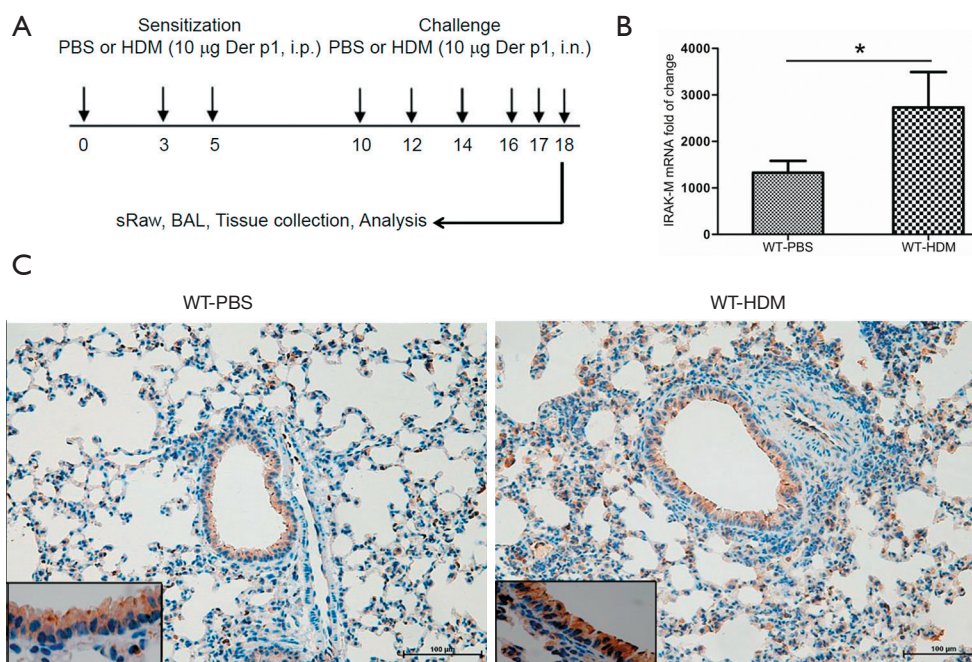 A
Sensitization
PBS or HDM (10 μg Der p1, i.p.)
Challenge
PBS or HDM (10 μg Der p1, i.n.)
0 3 5 10 12 14 16 17 18
sRaw, BAL, Tissue collection, Analysis
B
IRAK-M mRNA fold of change
4000
3000
2000
1000
0
*
WT-PBS WT-HDM
C
WT-PBS WT-HDM
100 μm 100 μm